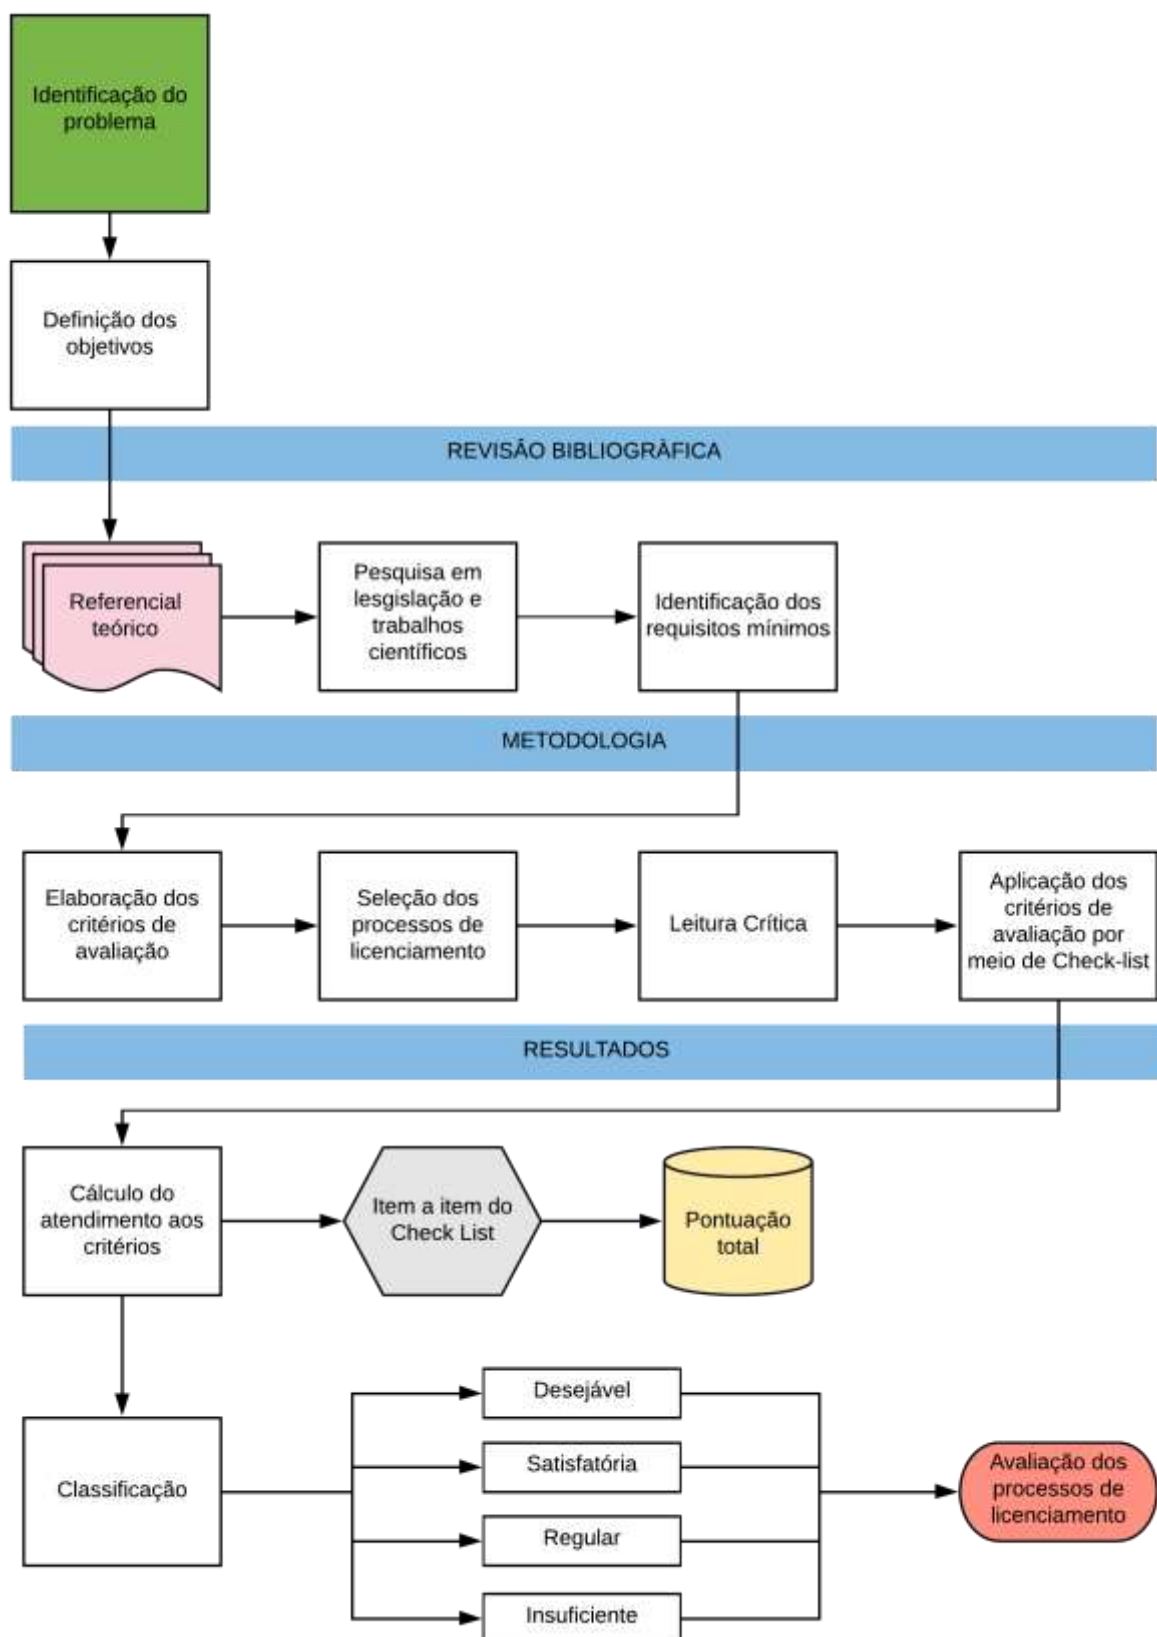 Identificação do
problema
Definição dos
objetivos
REVISÃO BIBLIOGRÀFICA
Referencial
teórico
Pesquisa em
lesgislação e
trabalhos
científicos
Identificação dos
requisitos mínimos
METODOLOGIA
Elaboração dos
critérios de
avaliação
Seleção dos
processos de
licenciamento
Leitura Crítica
Aplicação dos
critérios de
avaliação por
meio de Check-list
RESULTADOS
Cálculo do
atendimento aos
critérios
Item a item do
Check List
Pontuação
total
Classificação
Desejável
Satisfatória
Regular
Insuficiente
Avaliação dos
processos de
licenciamento